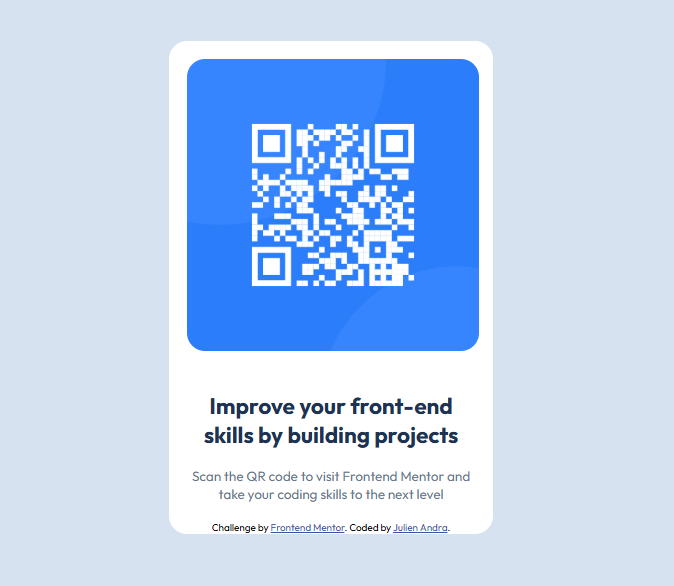 Improve your front-end
skills by building projects
Scan the QR code to visit Frontend Mentor and
take your coding skills to the next level
Challenge by Frontend Mentor. Coded by Julien Andra.